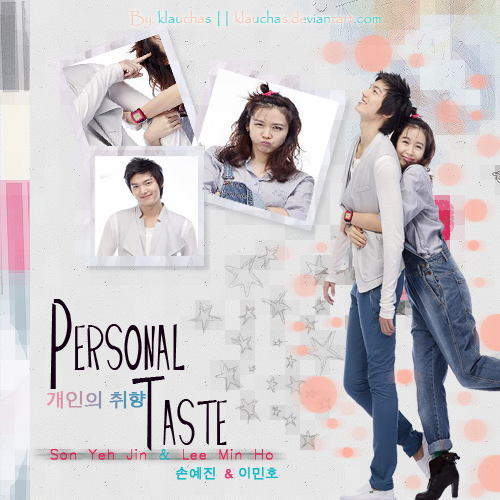 By: klauchas || klauchas.deviantart.com
PERSONAL
개인의 취향
TASTE
Son Yeh Jin & Lee Min Ho
손예진 & 이민호